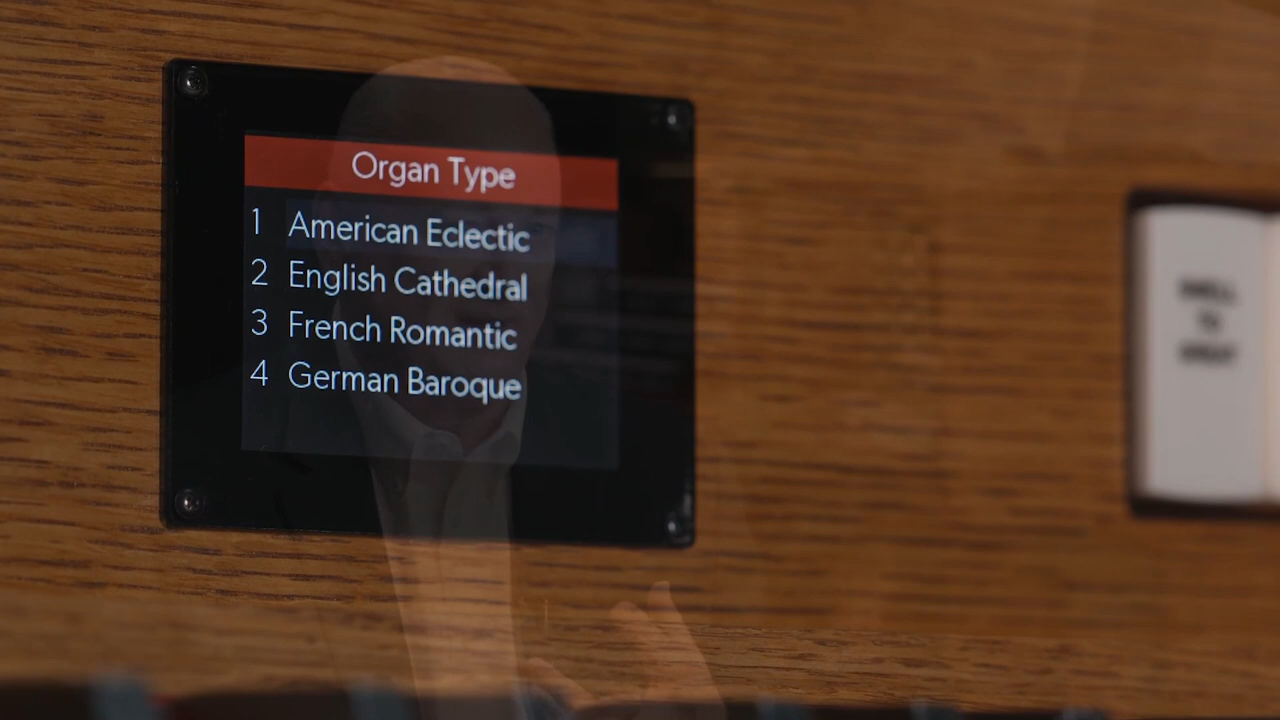 Organ Type
1 American Eclectic
2 English Cathedral
3 French Romantic
4 German Baroque